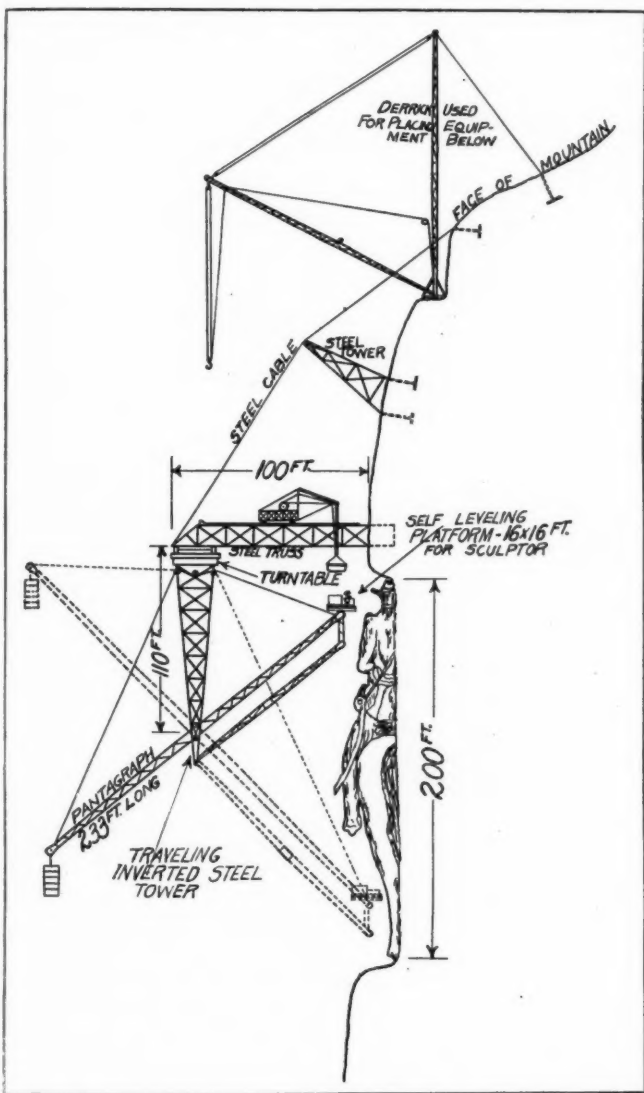 DERRICK USED
FOR PLACING EQUIP-
MENT BELOW
FACE OF MOUNTAIN
STEEL TOWER
STEEL CABLE
100 FT.
SELF LEVELING
PLATFORM-16x16 FT.
FOR SCULPTOR
STEEL TRUSS
TURNTABLE
110 FT.
200 FT.
PANTAGRAPH
233 FT. LONG
TRAVELING
INVERTED STEEL
TOWER